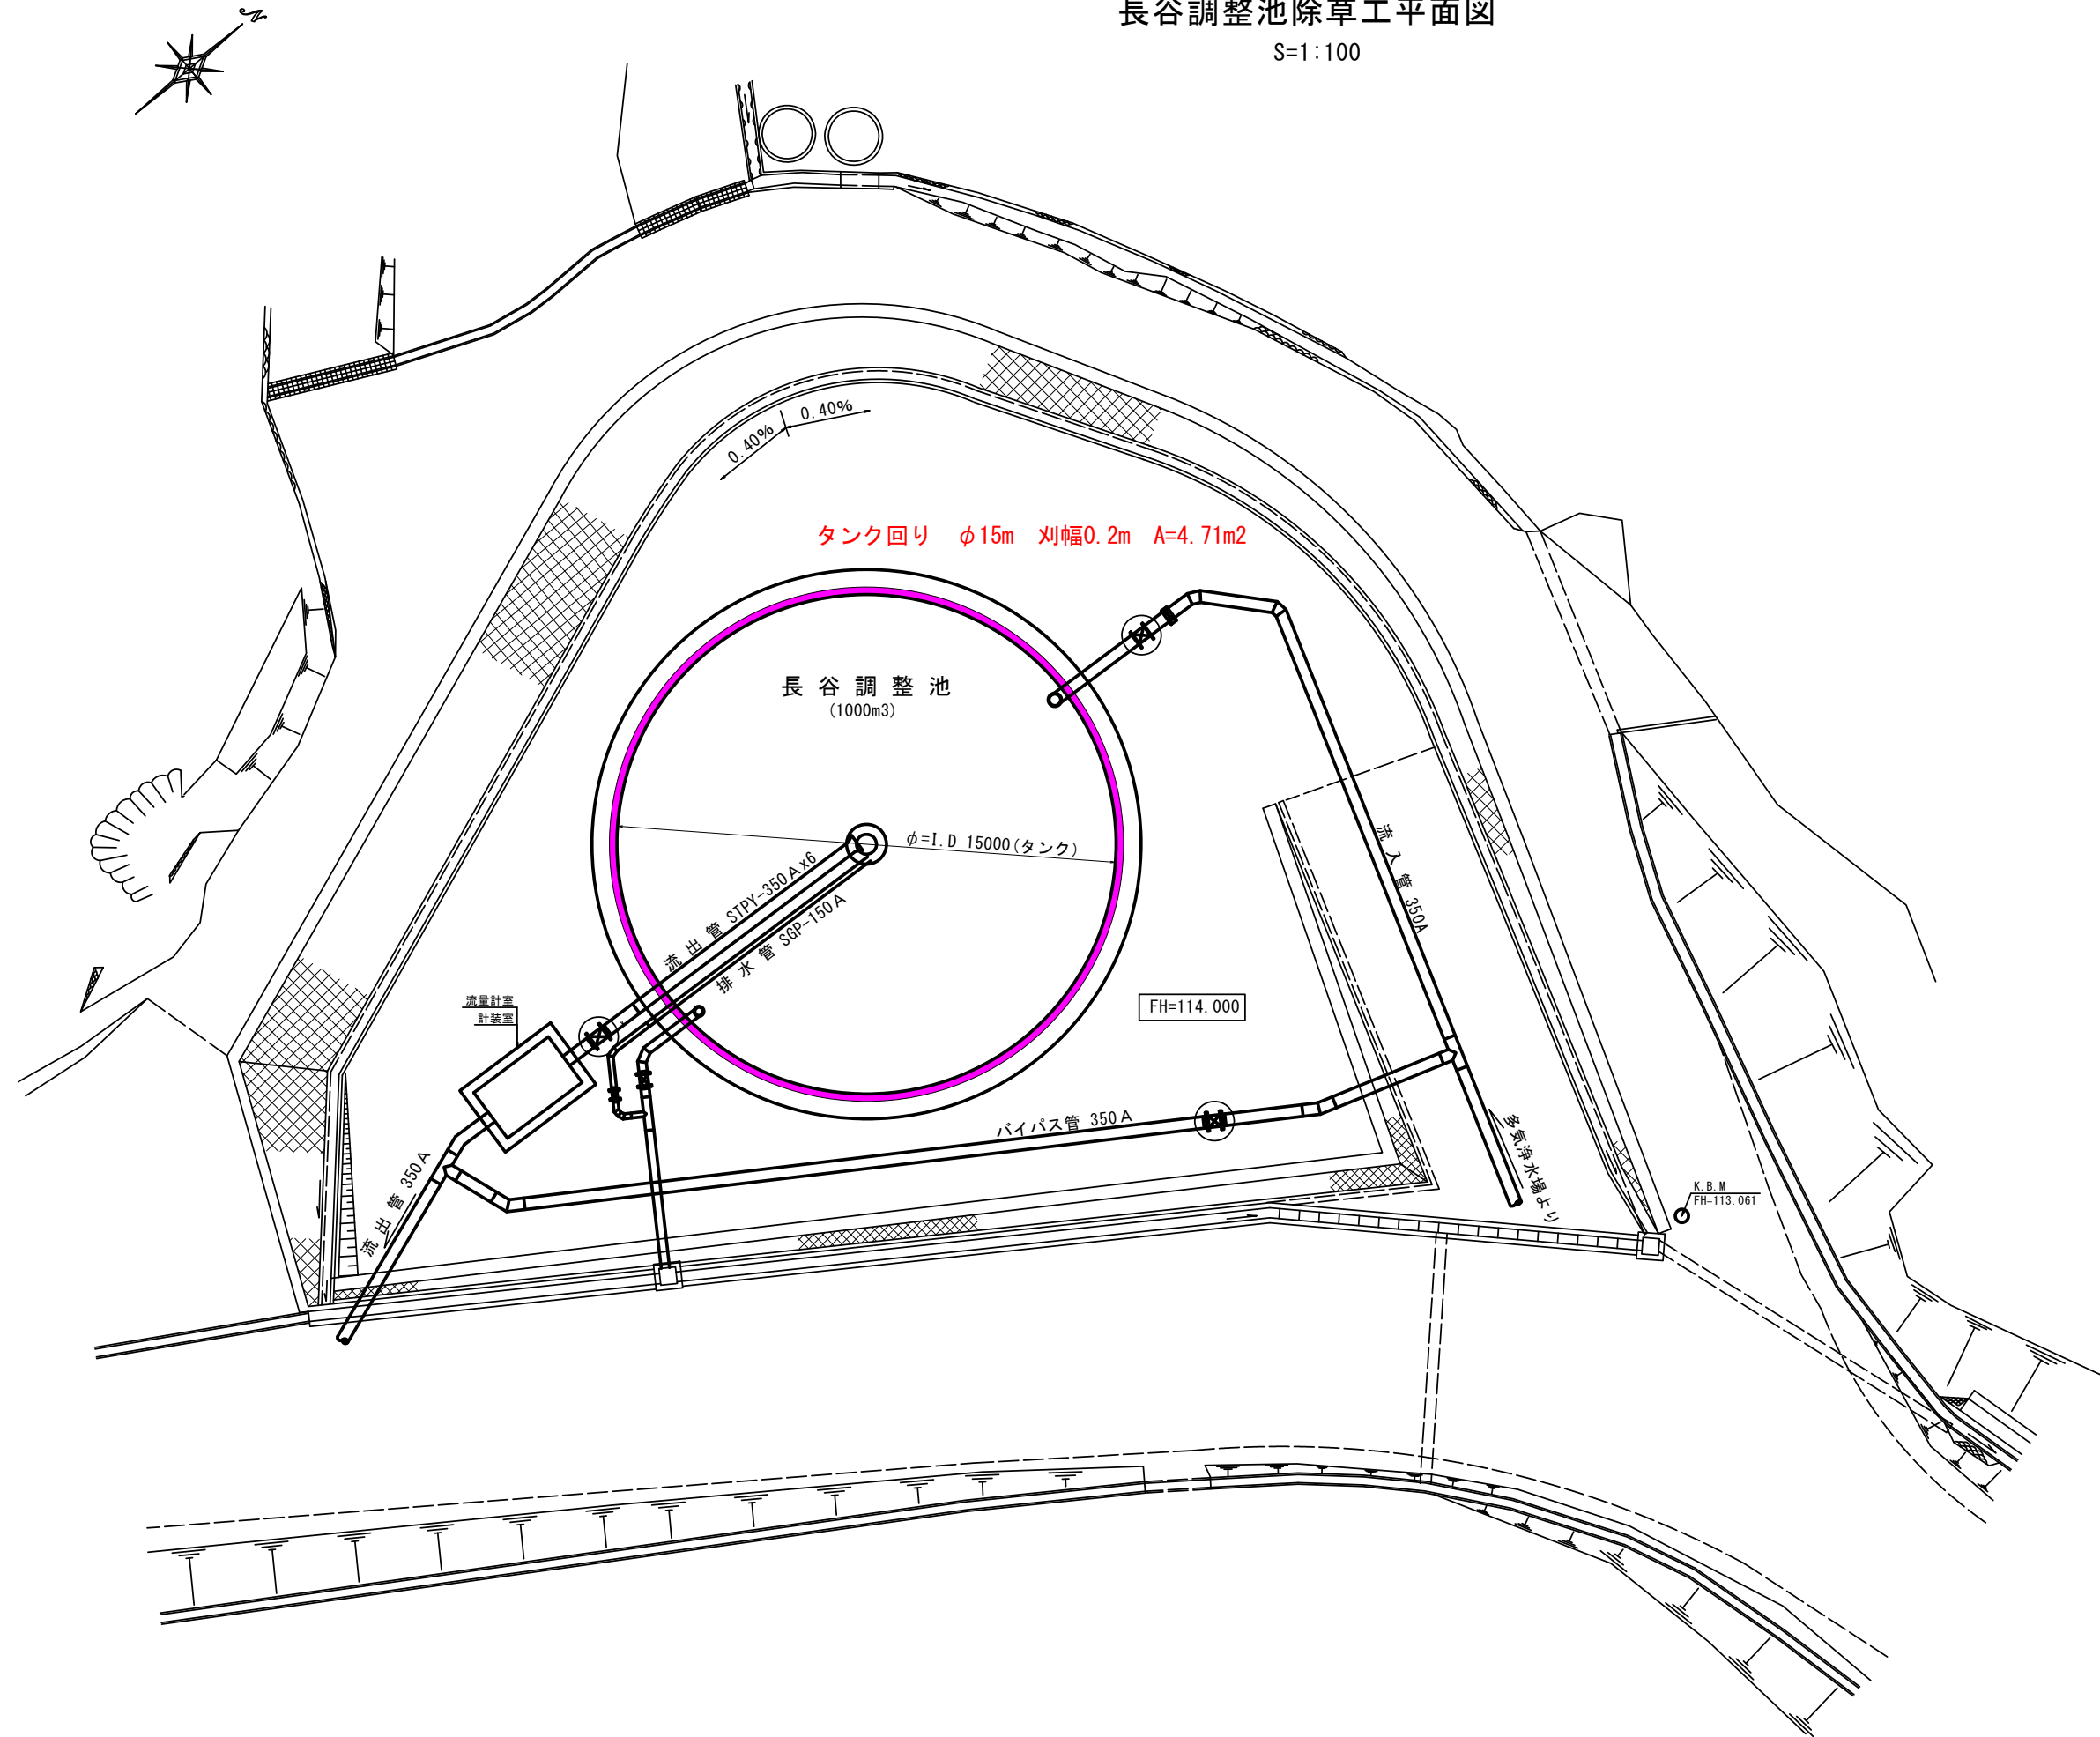 長谷調整池除草工平面図
S=1:100
N
0.40%
0.40%
タンク回り φ15m 刈幅0.2m A=4.71m2
長谷調整池
(1000m3)
φ=I.D 15000(タンク)
流出管 STPY-350Ax6
排水管 SGP-150A
流入管 350A
流量計室
計装室
FH=114.000
バイパス管 350A
流出管 350A
多気浄水場より
K.B.M
FH=113.061